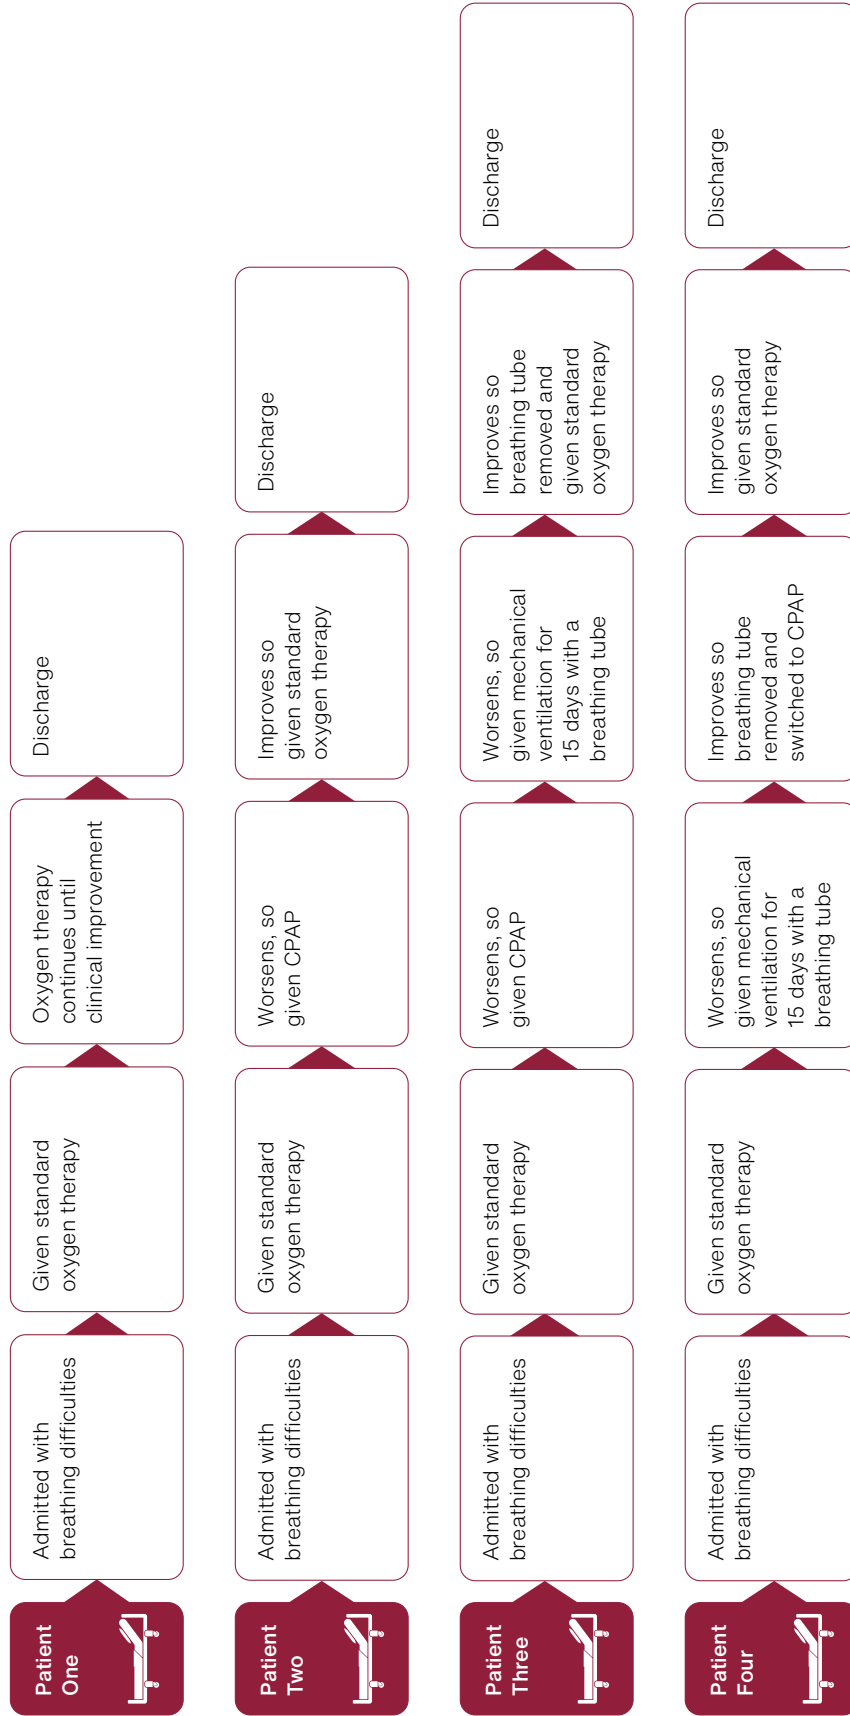 Patient
One
Admitted with
breathing difficulties
Given standard
oxygen therapy
Oxygen therapy
continues until
clinical improvement
Discharge
Patient
Two
Admitted with
breathing difficulties
Given standard
oxygen therapy
Worsens, so
given CPAP
Improves so
given standard
oxygen therapy
Discharge
Patient
Three
Admitted with
breathing difficulties
Given standard
oxygen therapy
Worsens, so
given CPAP
Worsens, so
given mechanical
ventilation for
15 days with a
breathing tube
Improves so
breathing tube
removed and
given standard
oxygen therapy
Discharge
Patient
Four
Admitted with
breathing difficulties
Given standard
oxygen therapy
Worsens, so
given mechanical
ventilation for
15 days with a
breathing tube
Improves so
breathing tube
removed and
switched to CPAP
Improves so
given standard
oxygen therapy
Discharge